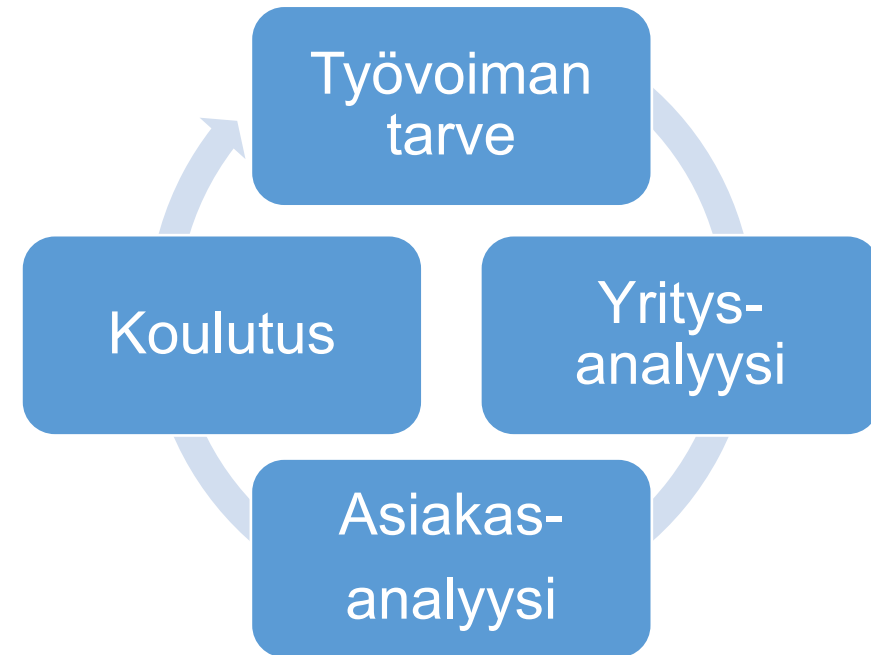 Työvoiman
tarve
Yritys-
analyysi
Asiakas-
analyysi
Koulutus